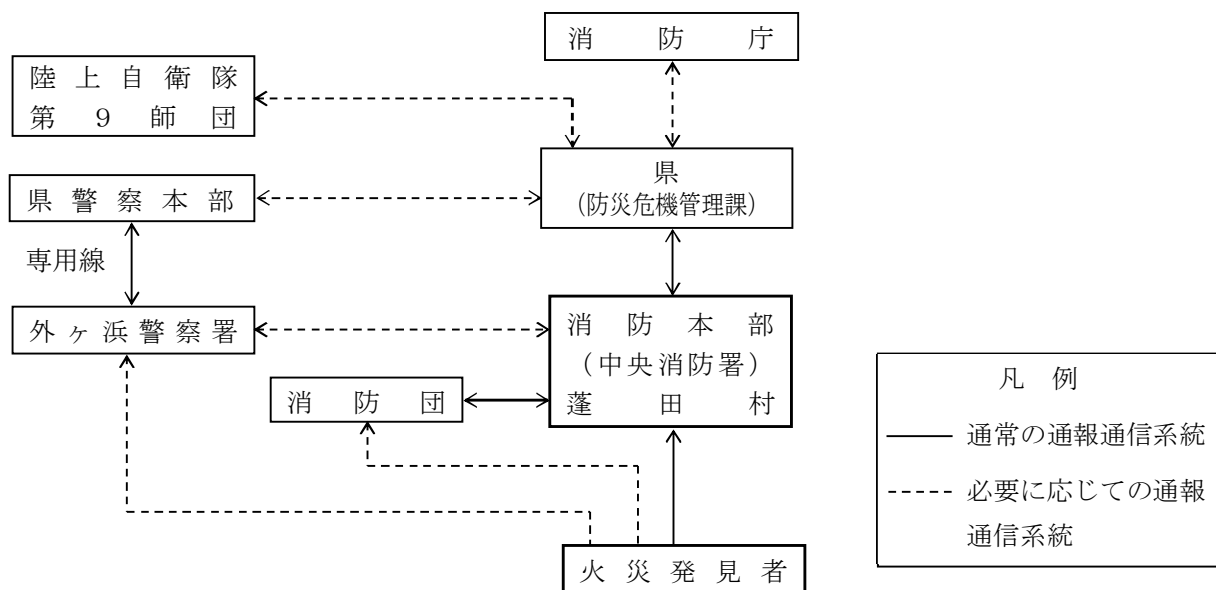 消防庁
陸上自衛隊
第9師団
県
(防災危機管理課)
県警察本部
専用線
外ヶ浜警察署
消防本部
(中央消防署)
蓬田村
消防団
凡例
通常の通報通信系統
必要に応じての通報
通信系統
火災発見者